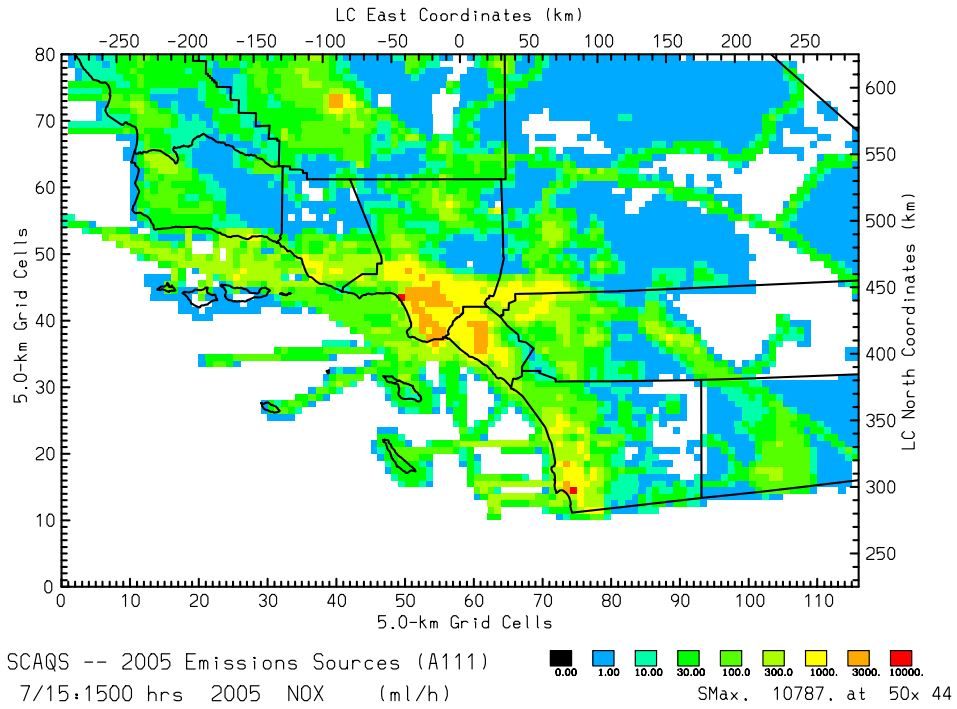 LC East Coordinates (km)
-250 -200 -150 -100 -50 0 50 100 150 200 250
80
70
60
50
40
30
20
10
0
5.0-km Grid Cells
600
550
500
450
400
350
300
250
LC North Coordinates (km)
0 10 20 30 40 50 60 70 80 90 100 110
5.0-km Grid Cells
SCAQS -- 2005 Emissions Sources (A111)
7/15:1500 hrs 2005 NOX (ml/h)
0.00 1.00 10.00 30.00 100.0 300.0 1000. 3000. 10000.
SMax, 10787, at 50x 44